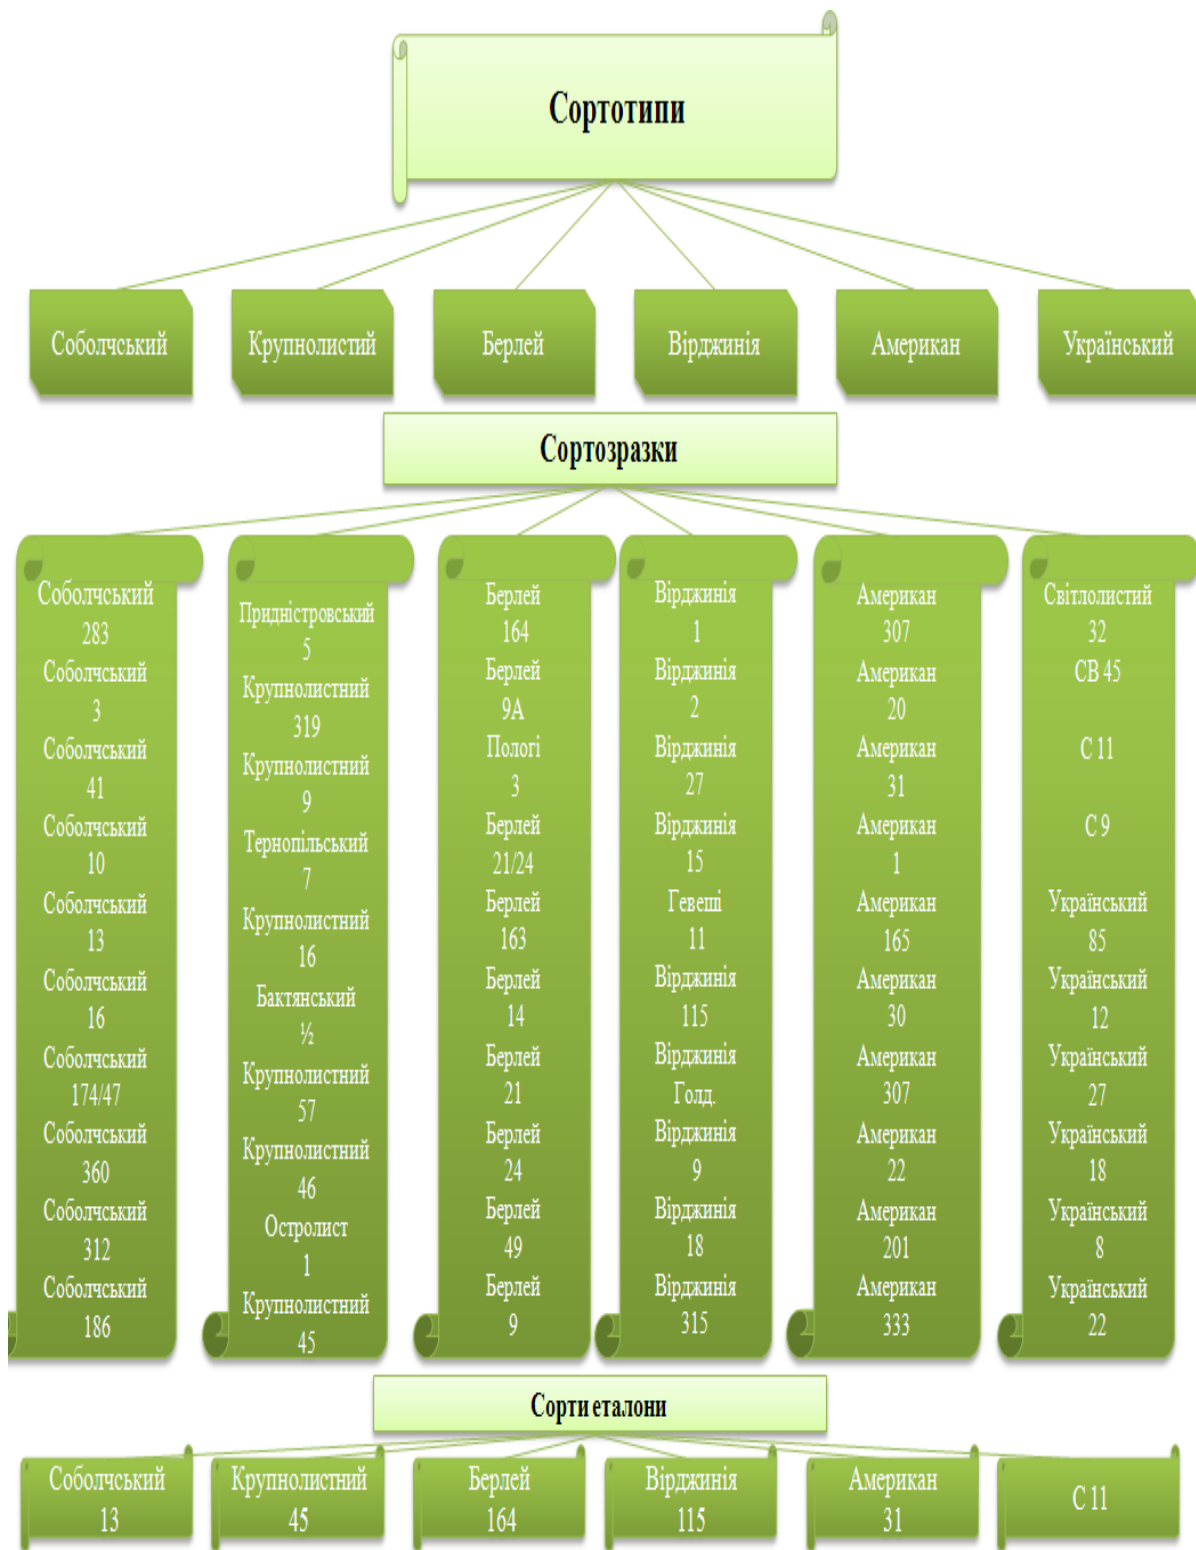 Сортотипи
Соболчський
Крупнолистий
Берлей
Вірджинія
Американ
Український
Сортозразки
Соболчський
283
Соболчський
3
Соболчський
41
Соболчський
10
Соболчський
13
Соболчський
16
Соболчський
174/47
Соболчський
360
Соболчський
312
Соболчський
186
Придністровський
5
Крупнолистний
319
Крупнолистний
9
Тернопільський
7
Крупнолистний
16
Бактянський
½
Крупнолистний
57
Крупнолистний
46
Остролист
1
Крупнолистний
45
Берлей
164
Берлей
9А
Пологі
3
Берлей
21/24
Берлей
163
Берлей
14
Берлей
21
Берлей
24
Берлей
49
Берлей
9
Вірджинія
1
Вірджинія
2
Вірджинія
27
Вірджинія
15
Гевеші
11
Вірджинія
115
Вірджинія
Голд.
Вірджинія
9
Вірджинія
18
Вірджинія
315
Американ
307
Американ
20
Американ
31
Американ
1
Американ
165
Американ
30
Американ
307
Американ
22
Американ
201
Американ
333
Світлолистий
32
СВ 45
С 11
С 9
Український
85
Український
12
Український
27
Український
18
Український
8
Український
22
Сорти еталони
Соболчський
13
Крупнолистний
45
Берлей
164
Вірджинія
115
Американ
31
С 11